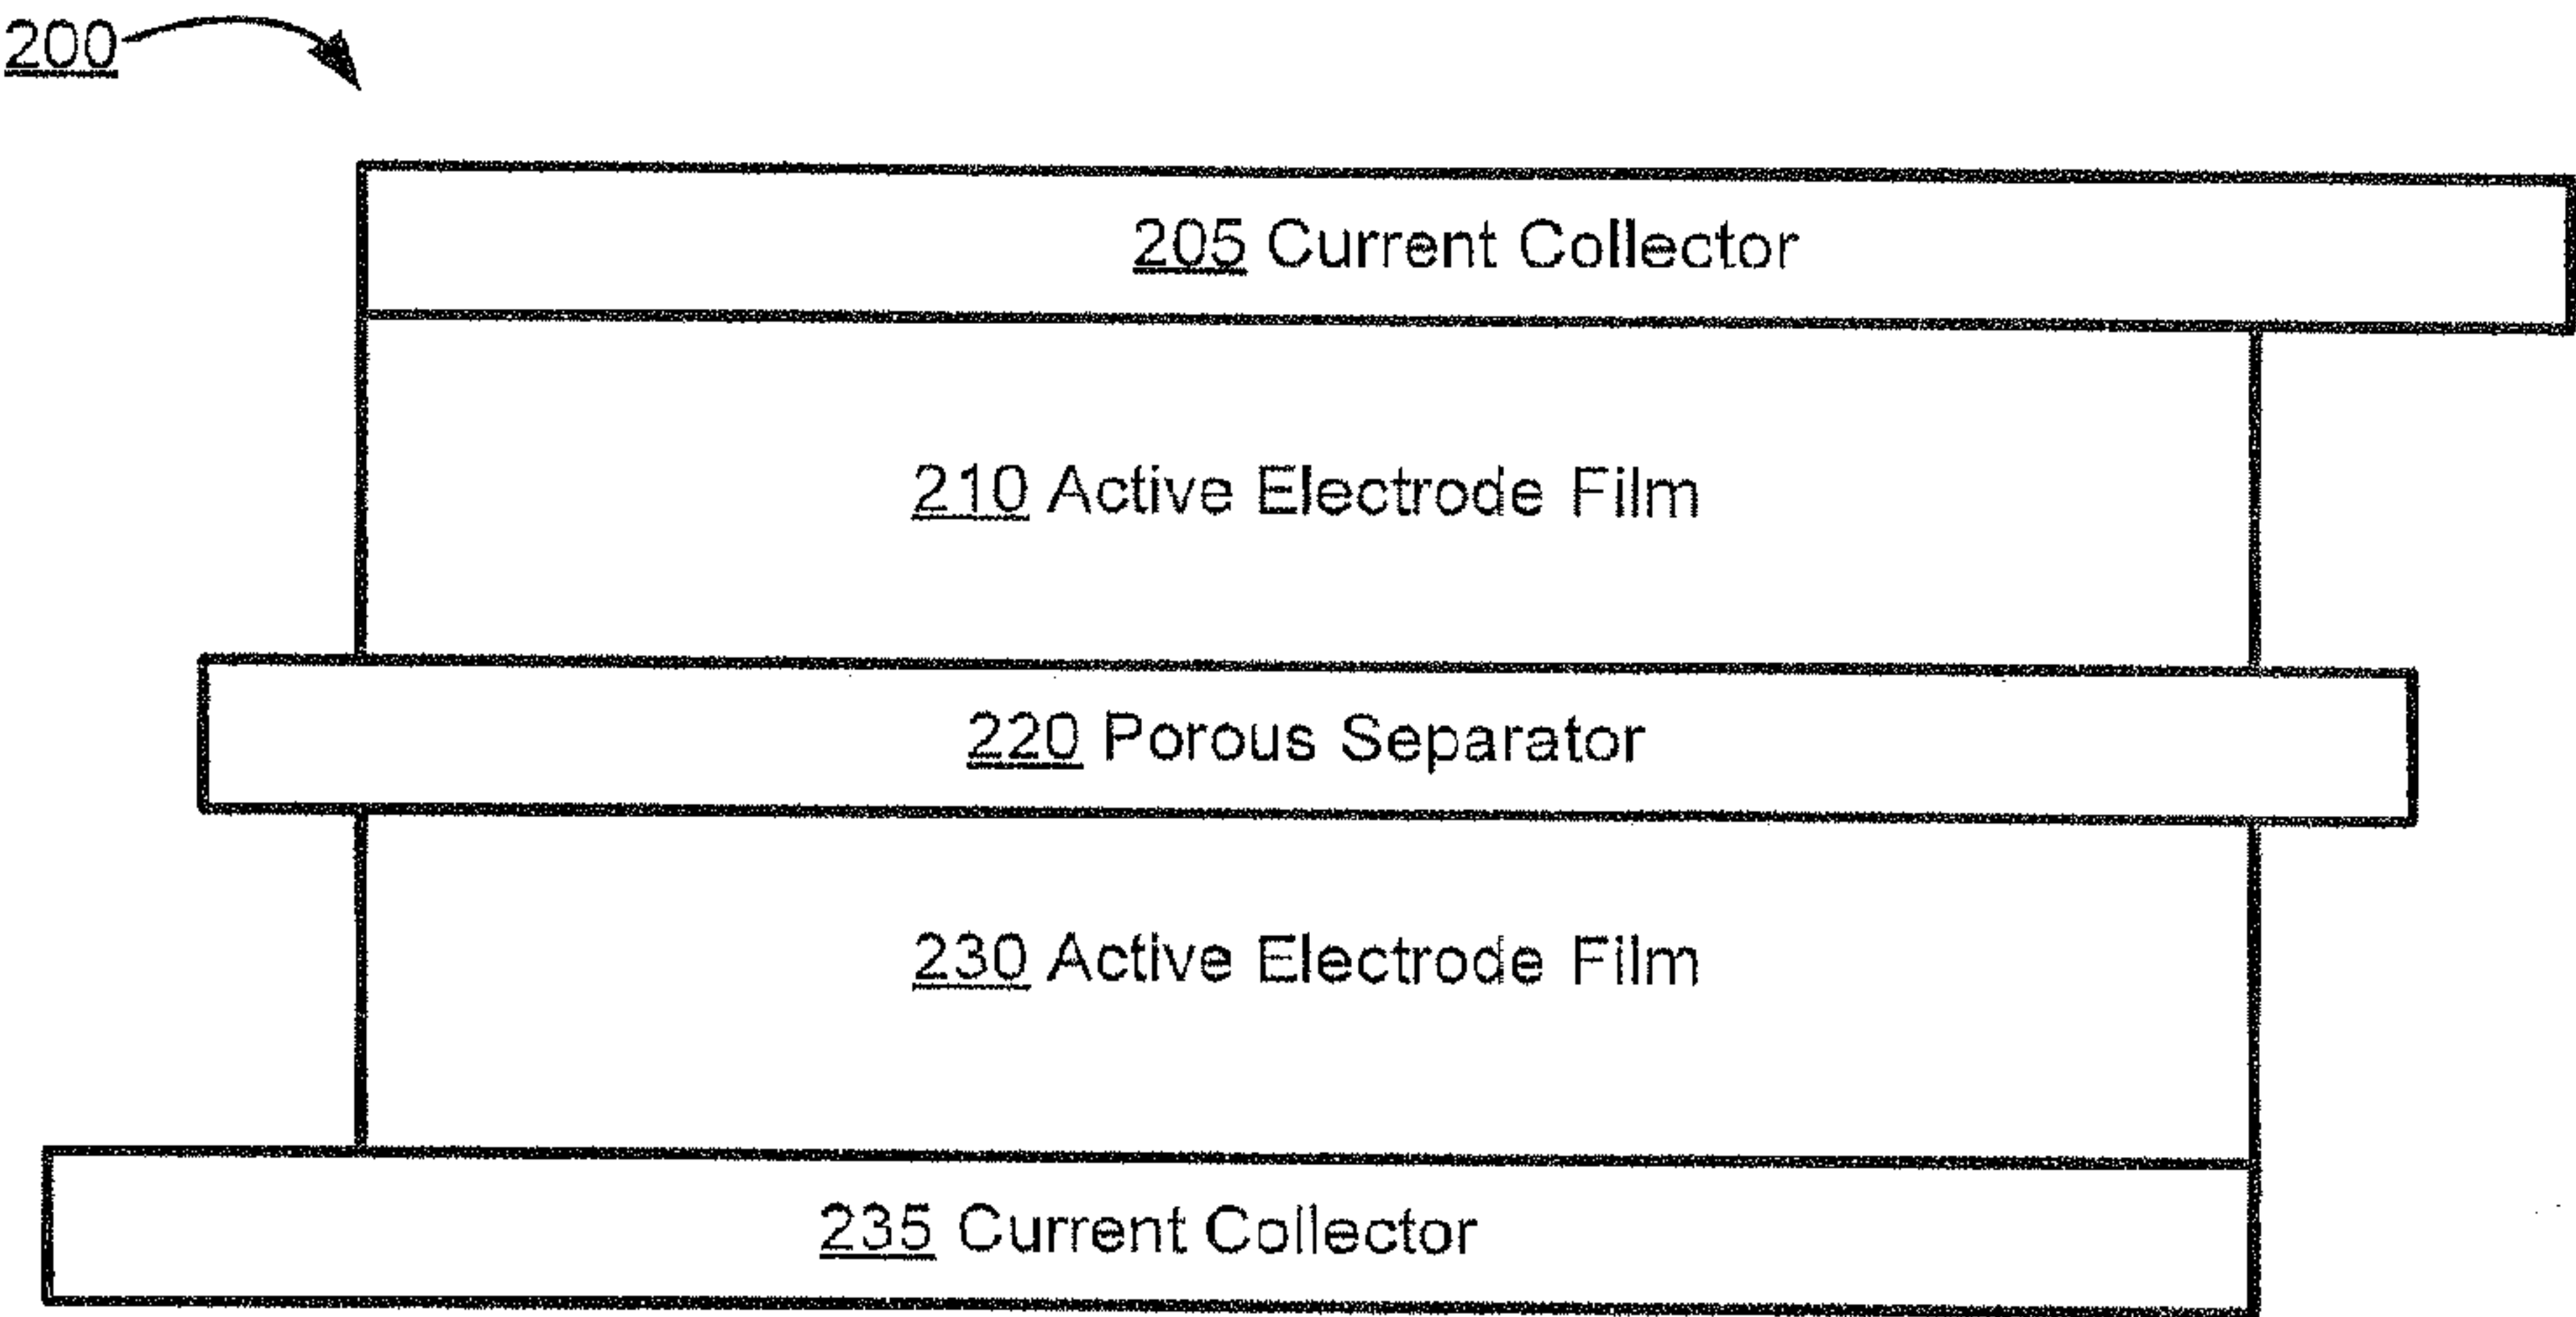 200
205 Current Collector
210 Active Electrode Film
220 Porous Separator
230 Active Electrode Film
235 Current Collector